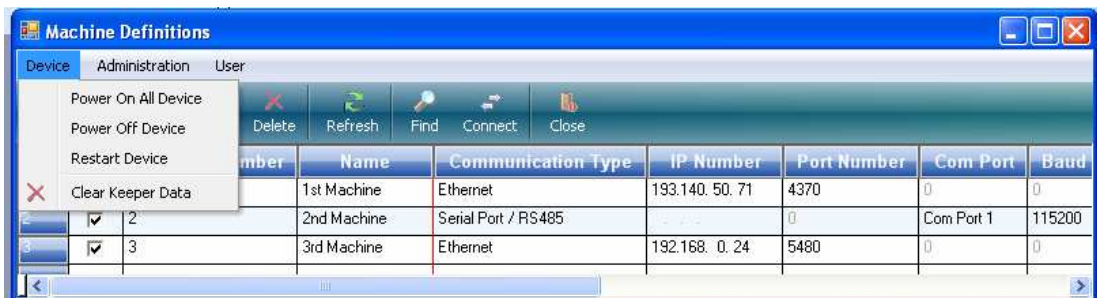 Machine Definitions
Device Administration User
Power On All Device
Power Off Device
Restart Device
Clear Keeper Data
Delete Refresh Find Connect Close
mber Name Communication Type IP Number Port Number Com Port Baud
1st Machine Ethernet 193.140. 50. 71 4370 0 0
2 2 2nd Machine Serial Port / RS485 . . . 0 Com Port 1 115200
3 3 3rd Machine Ethernet 192.168. 0. 24 5480 0 0